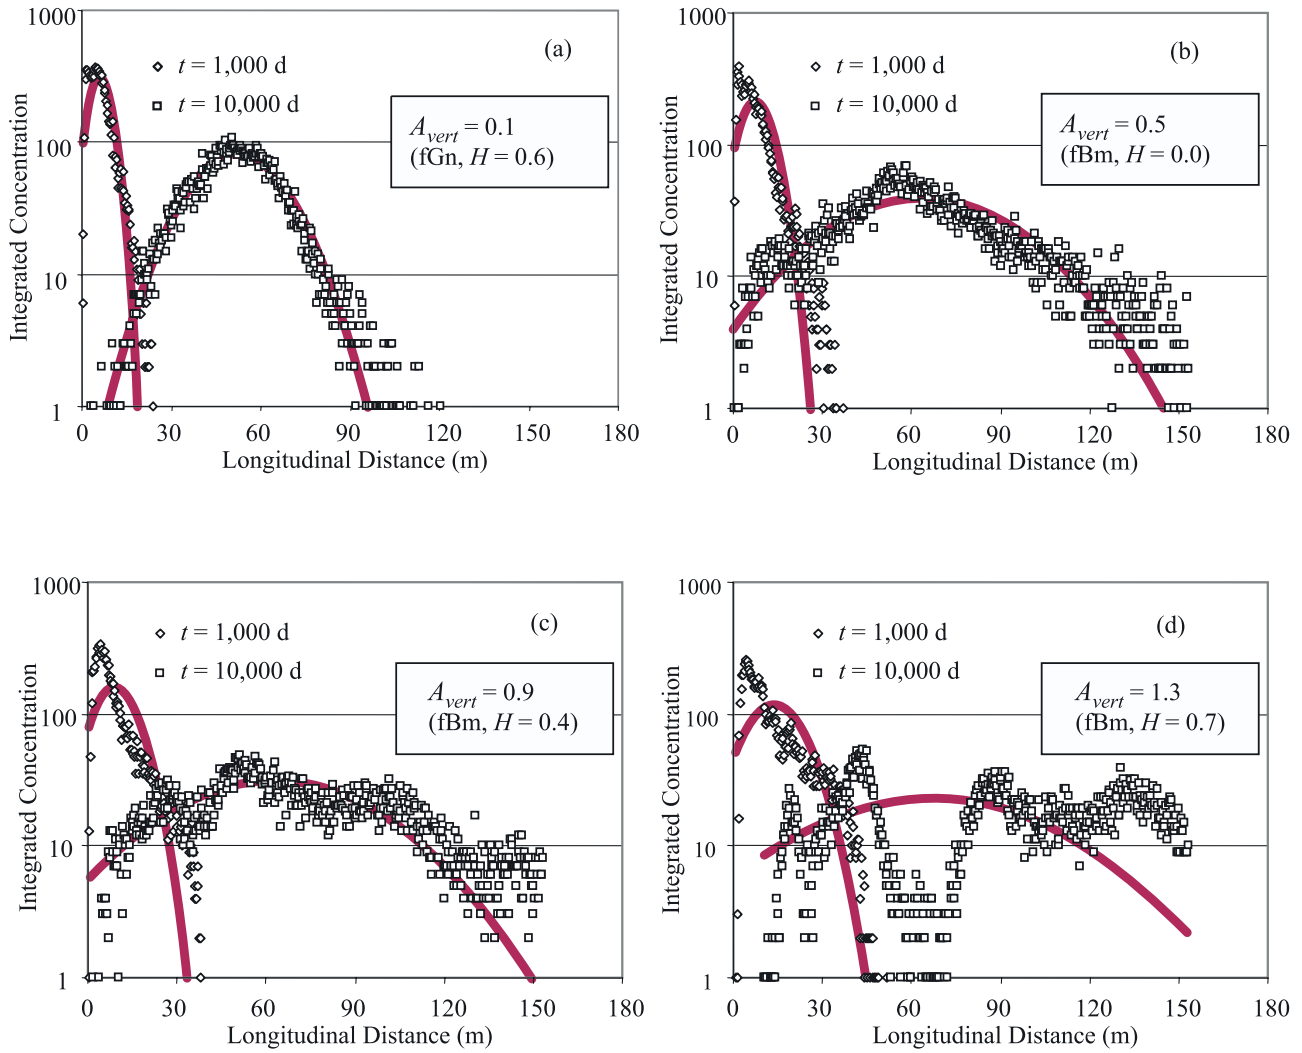 1000
100
10
1
Integrated Concentration
(a)
t = 1,000 d
t = 10,000 d
A_vert = 0.1
(fGn, H = 0.6)
0 30 60 90 120 150 180
Longitudinal Distance (m)
1000
100
10
1
Integrated Concentration
(b)
t = 1,000 d
t = 10,000 d
A_vert = 0.5
(fBm, H = 0.0)
0 30 60 90 120 150 180
Longitudinal Distance (m)
1000
100
10
1
Integrated Concentration
(c)
t = 1,000 d
t = 10,000 d
A_vert = 0.9
(fBm, H = 0.4)
0 30 60 90 120 150 180
Longitudinal Distance (m)
1000
100
10
1
Integrated Concentration
(d)
t = 1,000 d
t = 10,000 d
A_vert = 1.3
(fBm, H = 0.7)
0 30 60 90 120 150 180
Longitudinal Distance (m)